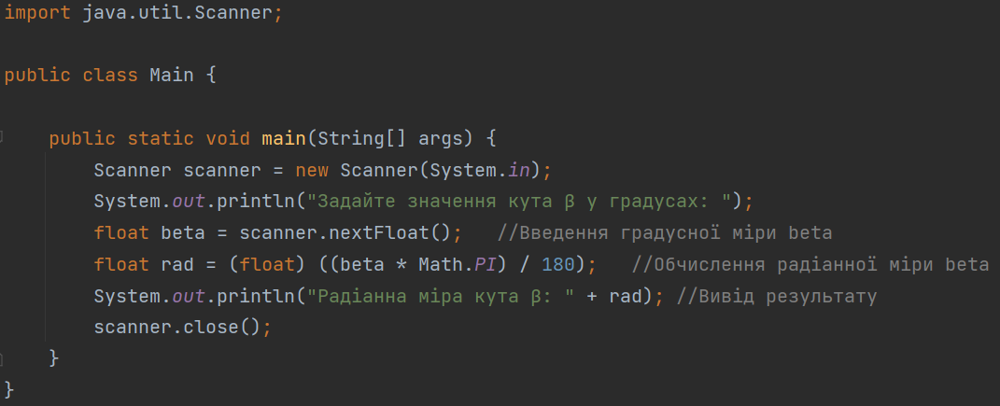 import java.util.Scanner;
public class Main {
    public static void main(String[] args) {
        Scanner scanner = new Scanner(System.in);
        System.out.println("Задайте значення кута β у градусах: ");
        float beta = scanner.nextFloat();   //Введення градусної міри beta
        float rad = (float) ((beta * Math.PI) / 180);   //Обчислення радіанної міри beta
        System.out.println("Радіанна міра кута β: " + rad); //Вивід результату
        scanner.close();
    }
}